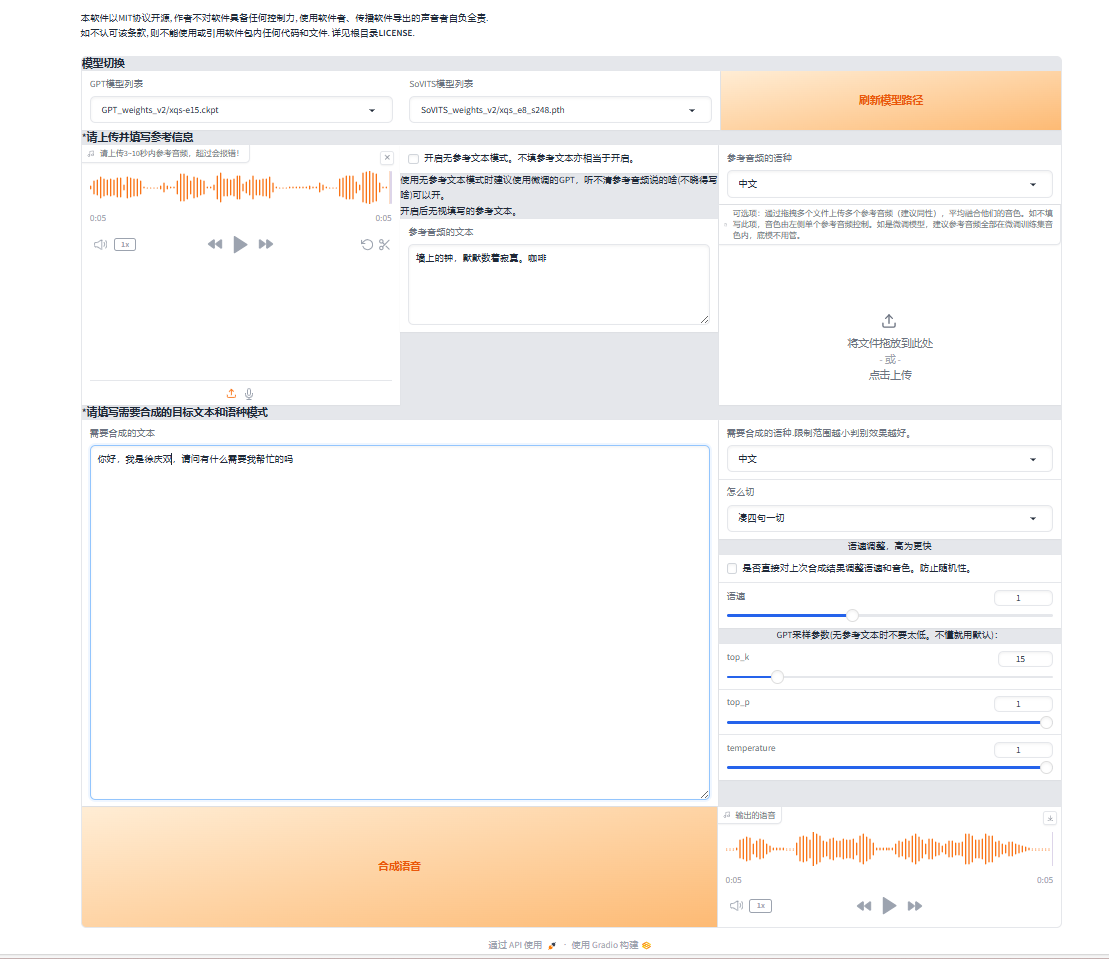 本软件以MIT协议开源, 作者不对软件具备任何控制力, 使用软件者、传播软件导出的声音者自负全责.
如不认可该条款, 则不能使用或引用软件包内任何代码和文件. 详见根目录LICENSE.
模型切换
GPT模型列表
SoVITS模型列表
GPT_weights_v2/xqs-e15.ckpt
SoVITS_weights_v2/xqs_e8_s248.pth
刷新模型路径
*请上传并填写参考信息
请上传3~10秒内参考音频，超过会报错！
0:05
0:05
1x
开启无参考文本模式。不填参考文本亦相当于开启。
使用无参考文本模式时建议使用微调的GPT，听不清参考音频说的啥(不晓得写
啥)可以开。
开启后无视填写的参考文本。
参考音频的文本
墙上的钟，默默数着寂寞。咖啡
参考音频的语种
中文
可选项：通过拖拽多个文件上传多个参考音频（建议同性），平均融合他们的音色。如不填
写此项，音色由左侧单个参考音频控制。如是微调模型，建议参考音频全部在微调训练集音
色内，底模不用管。
将文件拖放到此处
- 或 -
点击上传
*请填写需要合成的目标文本和语种模式
需要合成的文本
你好，我是徐庆双，请问有什么需要我帮忙的吗
需要合成的语种.限制范围越小判别效果越好。
中文
怎么切
凑四句一切
语速调整，高为更快
是否直接对上次合成结果调整语速和音色。防止随机性。
语速
1
GPT采样参数(无参考文本时不要太低。不懂就用默认)：
top_k
15
top_p
1
temperature
1
合成语音
输出的语音
0:05
0:05
1x
通过 API 使用 · 使用 Gradio 构建